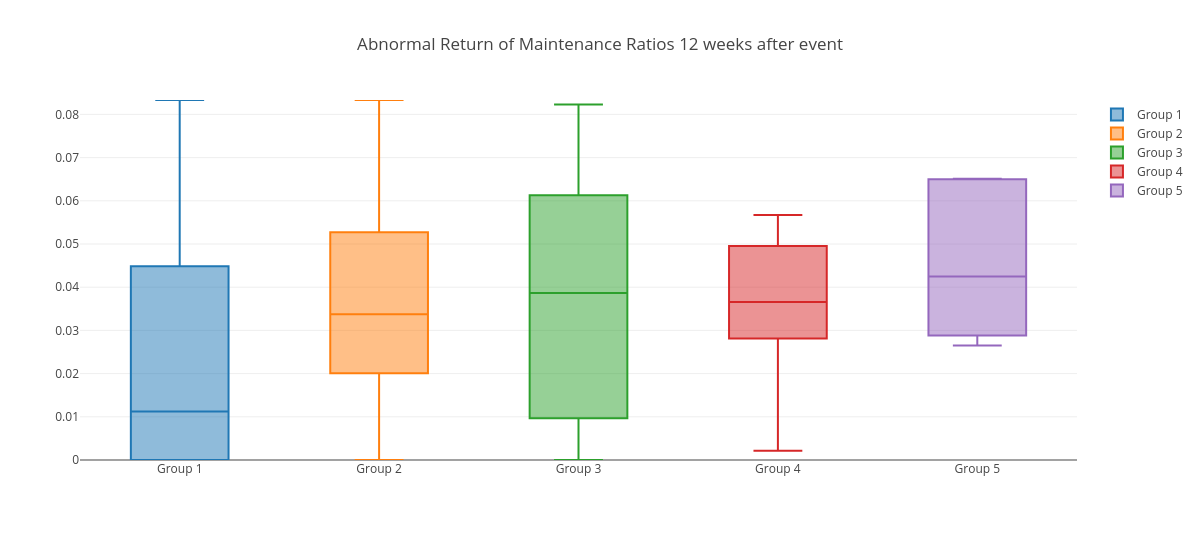 Abnormal Return of Maintenance Ratios 12 weeks after event
0.08
0.07
0.06
0.05
0.04
0.03
0.02
0.01
0
Group 1
Group 2
Group 3
Group 4
Group 5
Group 1
Group 2
Group 3
Group 4
Group 5